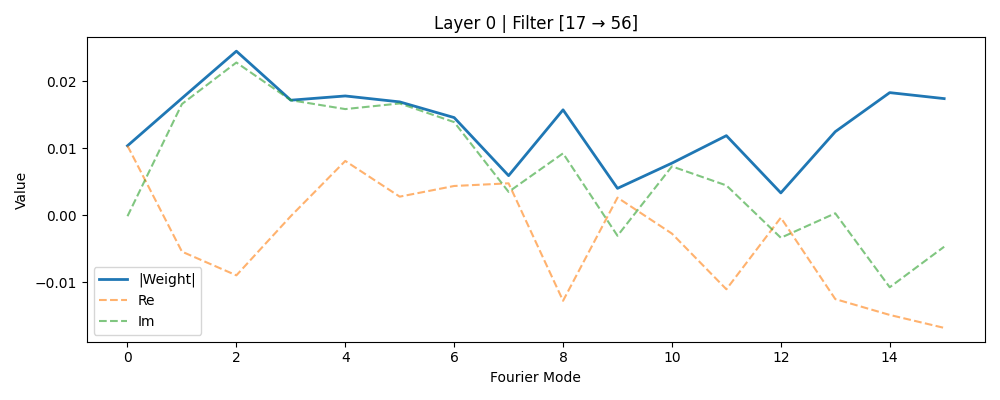 Layer 0 | Filter [17 → 56]
Value
0.02
0.01
0.00
−0.01
|Weight|
Re
Im
0 2 4 6 8 10 12 14
Fourier Mode